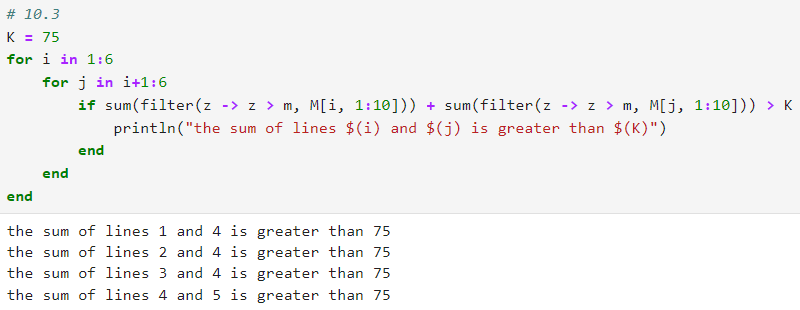 # 10.3
K = 75
for i in 1:6
    for j in i+1:6
        if sum(filter(z -> z > m, M[i, 1:10])) + sum(filter(z -> z > m, M[j, 1:10])) > K
            println("the sum of lines $(i) and $(j) is greater than $(K)")
        end
    end
end
the sum of lines 1 and 4 is greater than 75
the sum of lines 2 and 4 is greater than 75
the sum of lines 3 and 4 is greater than 75
the sum of lines 4 and 5 is greater than 75